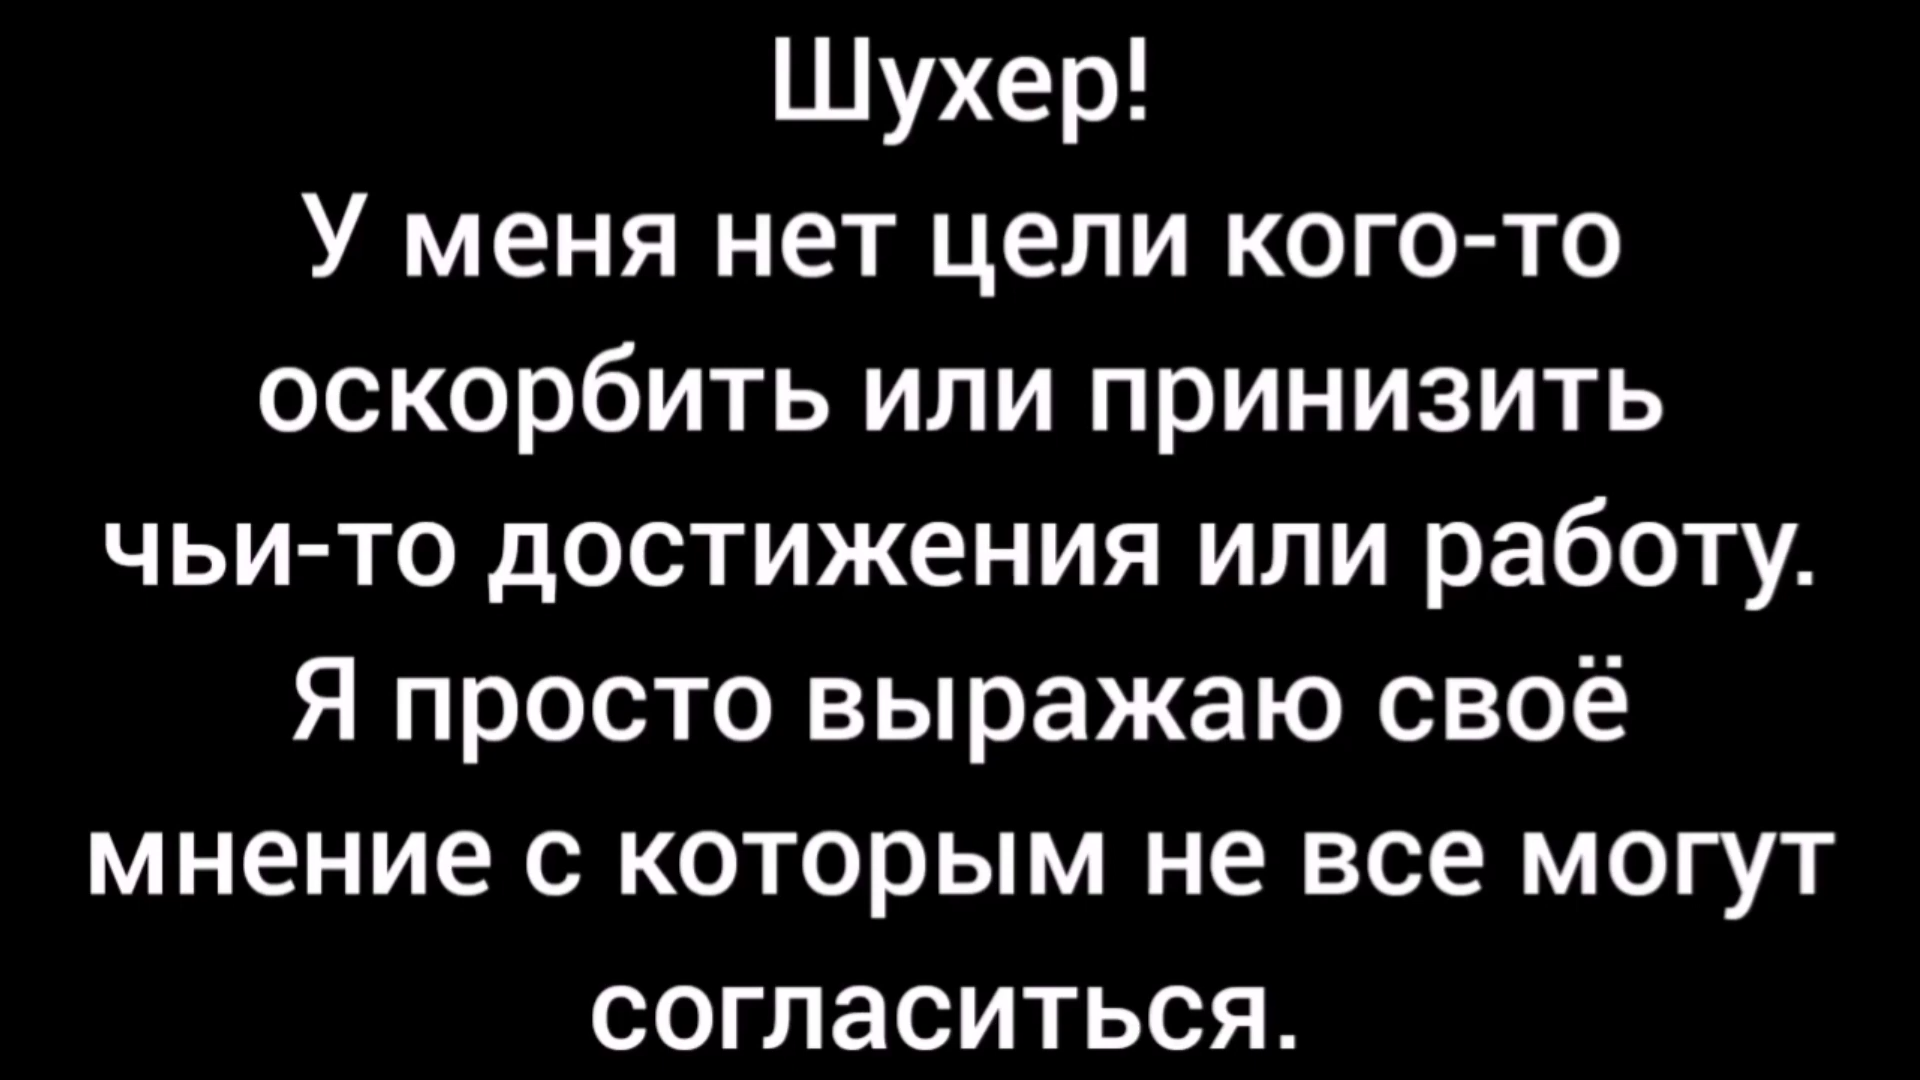 Шухер!
У меня нет цели кого-то
оскорбить или принизить
чьи-то достижения или работу.
Я просто выражаю своё
мнение с которым не все могут
согласиться.